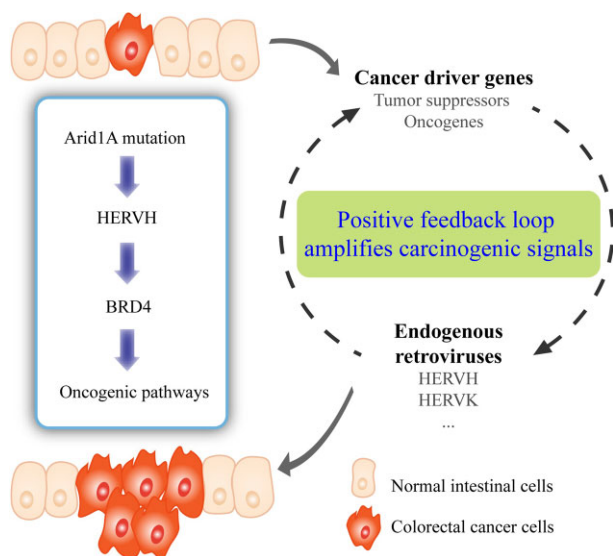 Cancer driver genes
Tumor suppressors
Oncogenes
Arid1A mutation
HERVH
BRD4
Oncogenic pathways
Positive feedback loop
amplifies carcinogenic signals
Endogenous
retroviruses
HERVH
HERVK
...
Normal intestinal cells
Colorectal cancer cells